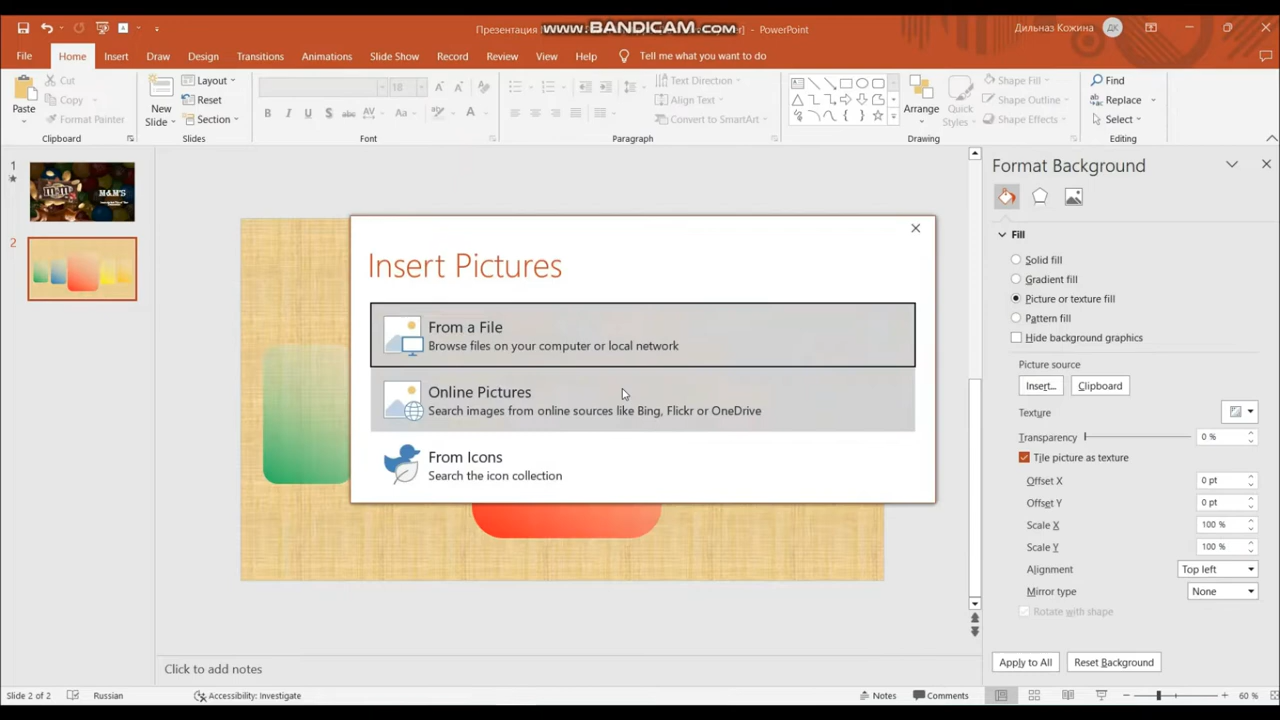 Презентация
www.BANDICAM.com
] - PowerPoint
Дильназ Кожина
ДК
File
Home
Insert
Draw
Design
Transitions
Animations
Slide Show
Record
Review
View
Help
Tell me what you want to do
Paste
Cut
Copy
Format Painter
Clipboard
New
Slide
Layout
Reset
Section
Slides
18
Font
Text Direction
Align Text
Convert to SmartArt
Paragraph
Arrange
Quick
Styles
Shape Fill
Shape Outline
Shape Effects
Drawing
Find
Replace
Select
Editing
1
m&m's
M&M'S
2
Insert Pictures
From a File
Browse files on your computer or local network
Online Pictures
Search images from online sources like Bing, Flickr or OneDrive
From Icons
Search the icon collection
Format Background
Fill
Solid fill
Gradient fill
Picture or texture fill
Pattern fill
Hide background graphics
Picture source
Insert...
Clipboard
Texture
Transparency
0 %
Tile picture as texture
Offset X
0 pt
Offset Y
0 pt
Scale X
100 %
Scale Y
100 %
Alignment
Top left
Mirror type
None
Rotate with shape
Apply to All
Reset Background
Click to add notes
Slide 2 of 2
Russian
Accessibility: Investigate
Notes
Comments
60 %